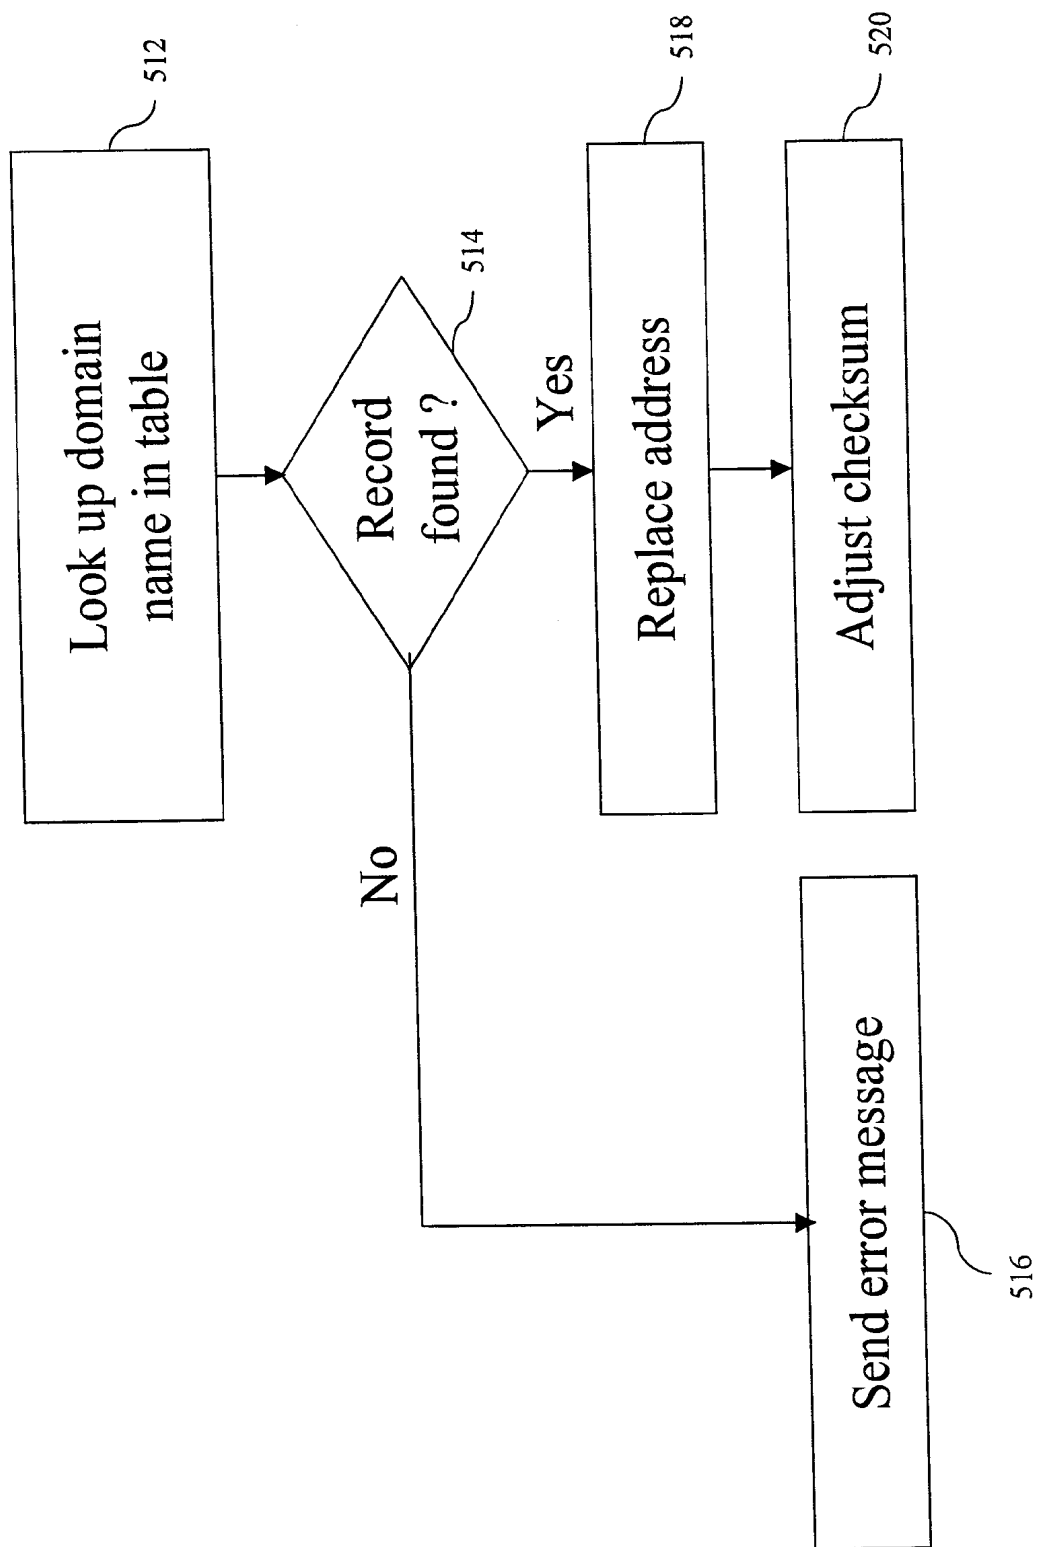 Look up domain
name in table
512
Record
found ?
514
No
Yes
Replace address
518
Adjust checksum
520
Send error message
516